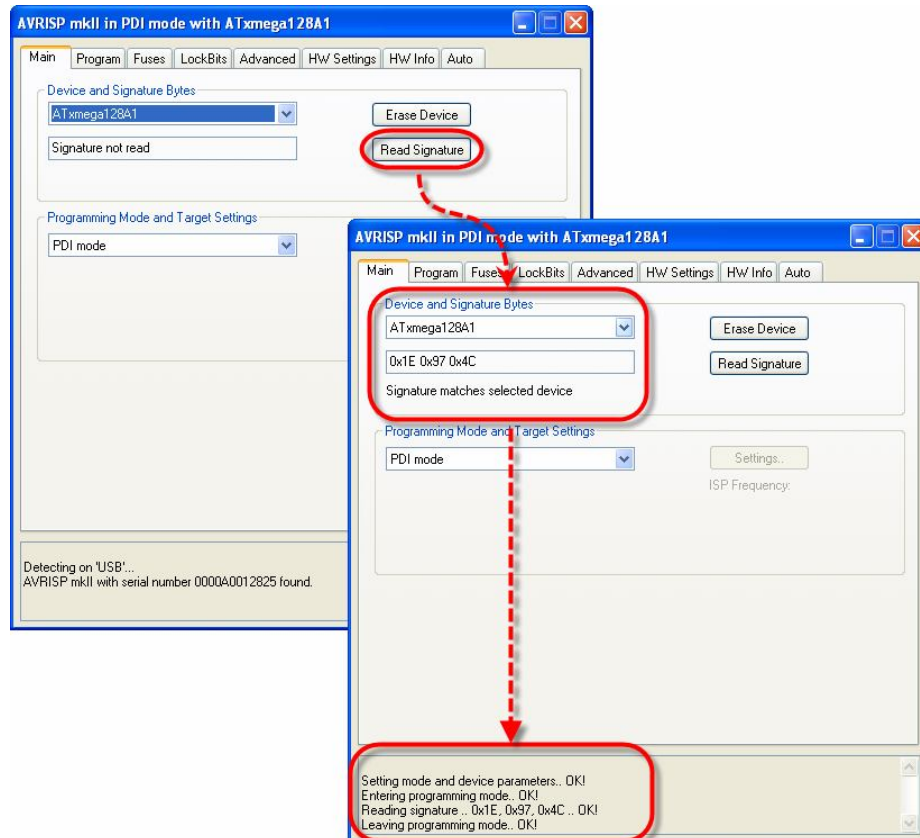 AVRISP mkII in PDI mode with ATxmega128A1
Main Program Fuses LockBits Advanced HW Settings HW Info Auto
Device and Signature Bytes
ATxmega128A1
Erase Device
Signature not read
Read Signature
Programming Mode and Target Settings
PDI mode
Detecting on 'USB'...
AVRISP mkII with serial number 0000A0012825 found.
AVRISP mkII in PDI mode with ATxmega128A1
Main Program Fuses LockBits Advanced HW Settings HW Info Auto
Device and Signature Bytes
ATxmega128A1
Erase Device
0x1E 0x97 0x4C
Read Signature
Signature matches selected device
Programming Mode and Target Settings
PDI mode
Settings..
ISP Frequency:
Setting mode and device parameters.. OK!
Entering programming mode.. OK!
Reading signature .. 0x1E, 0x97, 0x4C .. OK!
Leaving programming mode.. OK!